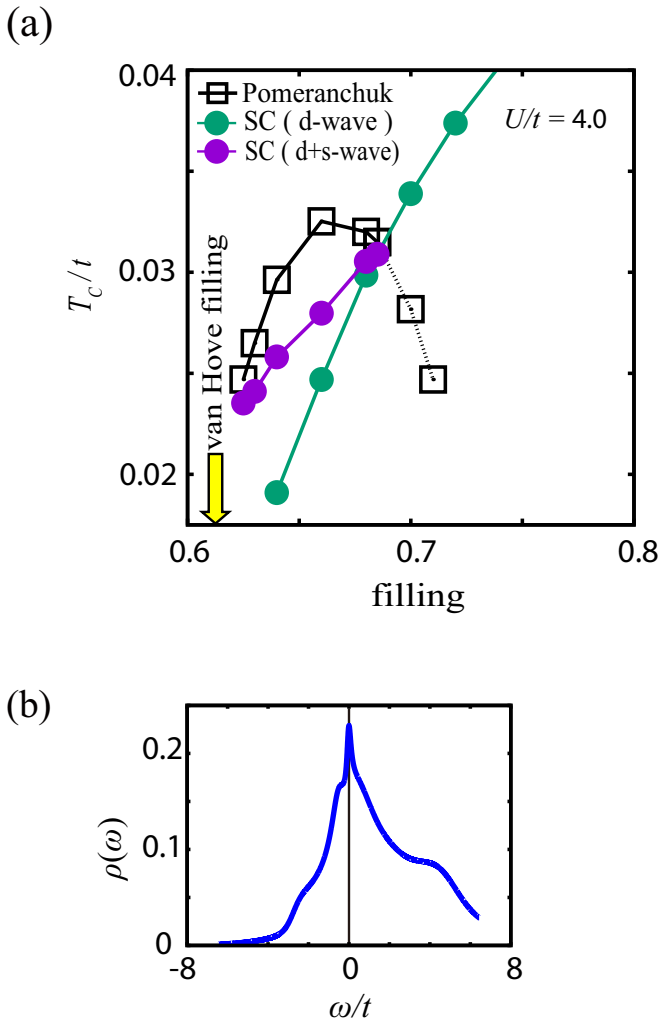 (a)
0.04
Pomeranchuk
SC ( d-wave )
SC ( d+s-wave)
U/t = 4.0
0.03
T_C / t
van Hove filling
0.02
0.6
0.7
0.8
filling
(b)
0.2
ρ(ω)
0.1
0
-8
0
8
ω/t